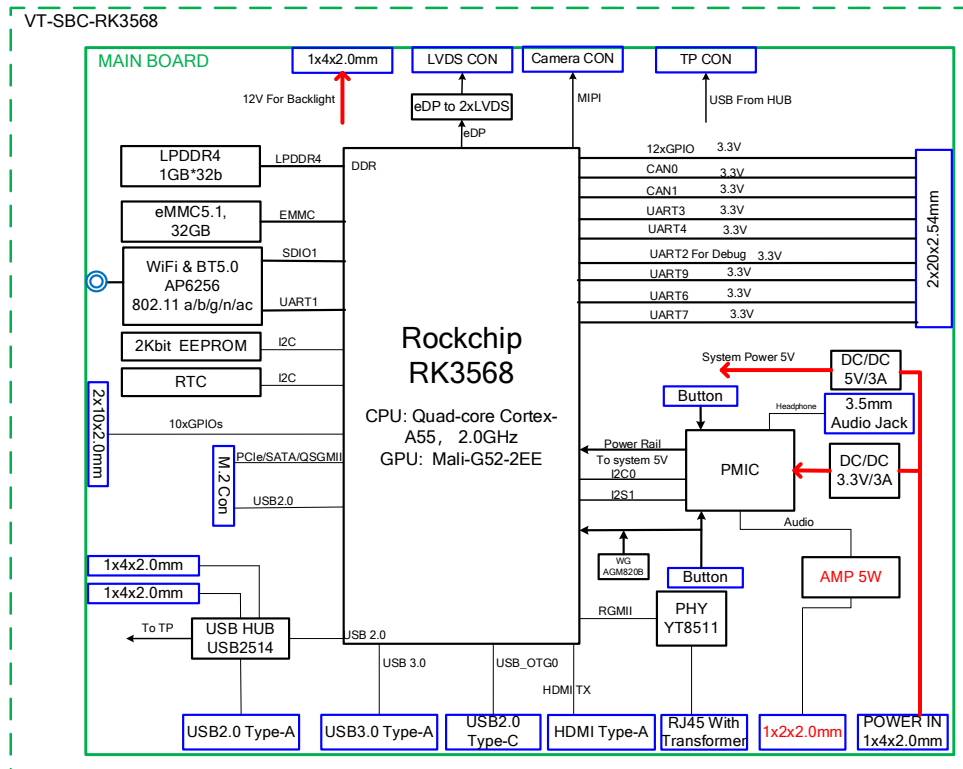 VT-SBC-RK3568
MAIN BOARD
1x4x2.0mm
LVDS CON
Camera CON
TP CON
12V For Backlight
eDP to 2xLVDS
MIPI
USB From HUB
eDP
LPDDR4
1GB*32b
LPDDR4
DDR
eMMC5.1,
32GB
EMMC
WiFi & BT5.0
AP6256
802.11 a/b/g/n/ac
SDIO1
UART1
2Kbit EEPROM
I2C
RTC
I2C
2x10x2.0mm
10xGPIOs
M.2 Con
PCIe/SATA/QSGMII
USB2.0
Rockchip
RK3568
CPU: Quad-core Cortex-
A55, 2.0GHz
GPU: Mali-G52-2EE
12xGPIO 3.3V
CAN0 3.3V
CAN1 3.3V
UART3 3.3V
UART4 3.3V
UART2 For Debug 3.3V
UART9 3.3V
UART6 3.3V
UART7 3.3V
2x20x2.54mm
System Power 5V
DC/DC
5V/3A
Button
Headphone
3.5mm
Audio Jack
Power Rail
To system 5V
I2C0
I2S1
PMIC
DC/DC
3.3V/3A
Audio
WG
AGM820B
Button
AMP 5W
1x4x2.0mm
1x4x2.0mm
To TP
USB HUB
USB2514
USB 2.0
RGMII
PHY
YT8511
USB 3.0
USB_OTG0
HDMI TX
USB2.0 Type-A
USB3.0 Type-A
USB2.0
Type-C
HDMI Type-A
RJ45 With
Transformer
1x2x2.0mm
POWER IN
1x4x2.0mm